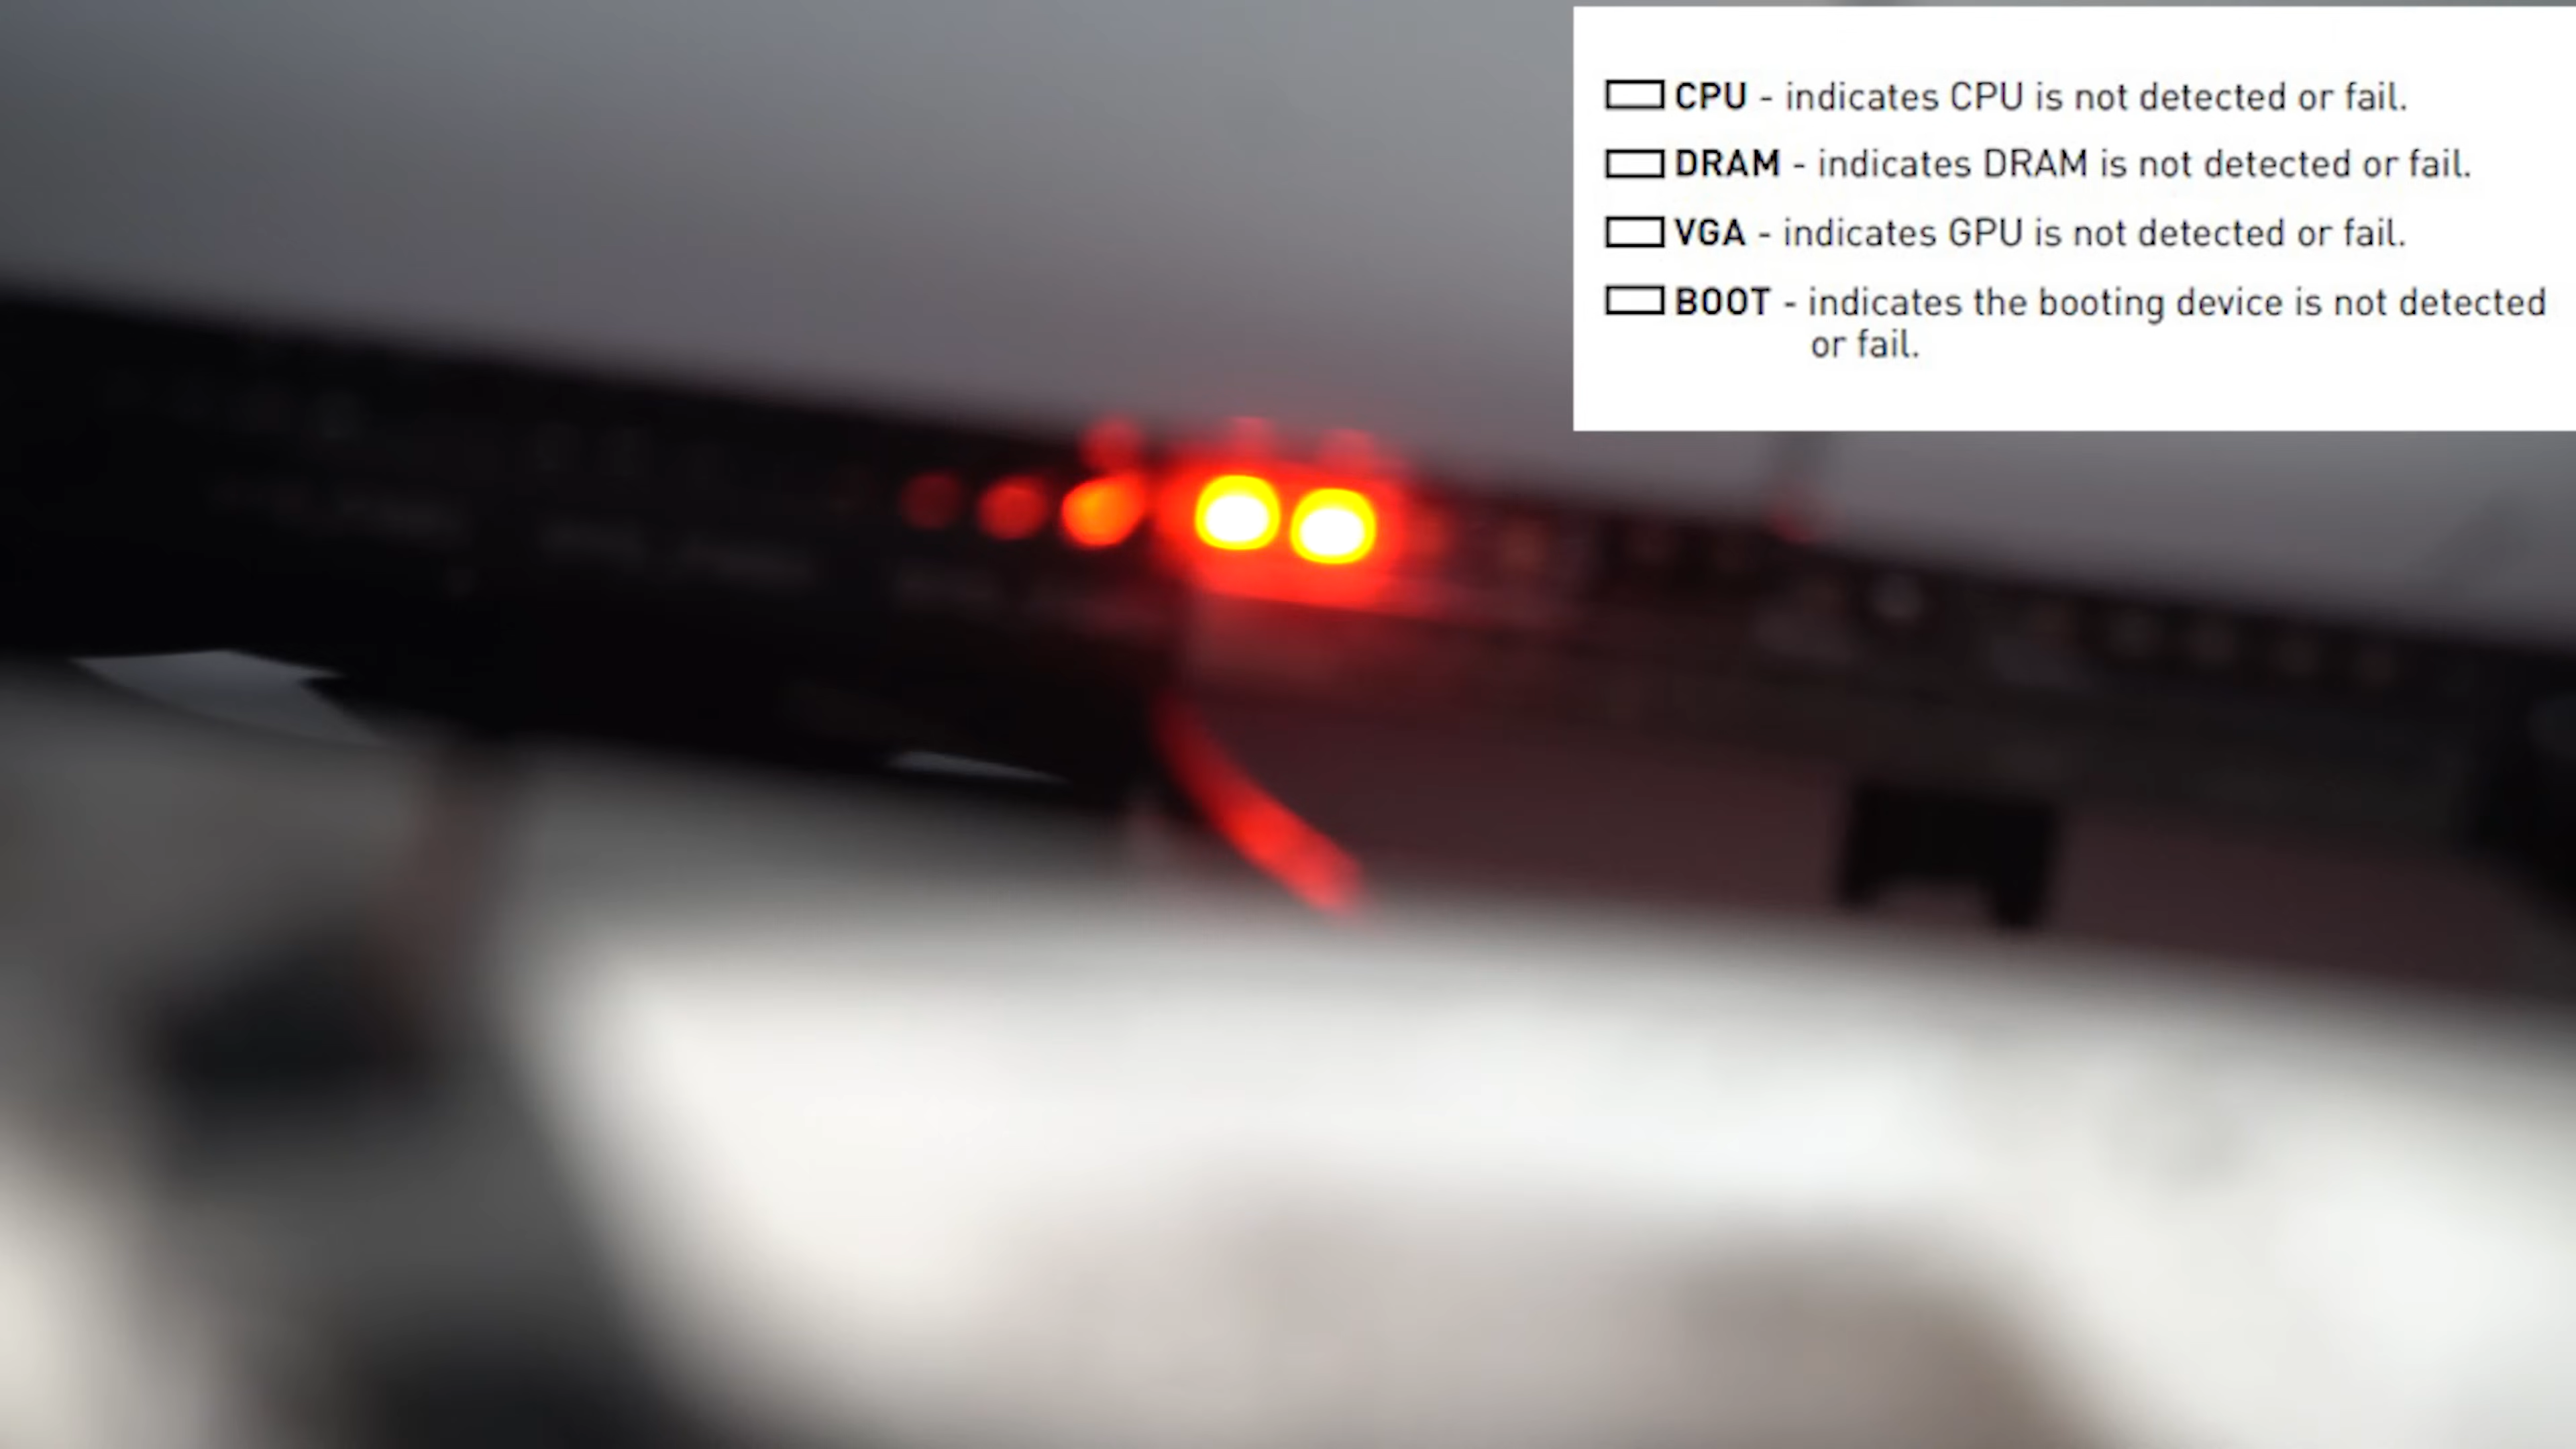 CPU - indicates CPU is not detected or fail.
DRAM - indicates DRAM is not detected or fail.
VGA - indicates GPU is not detected or fail.
BOOT - indicates the booting device is not detected
or fail.